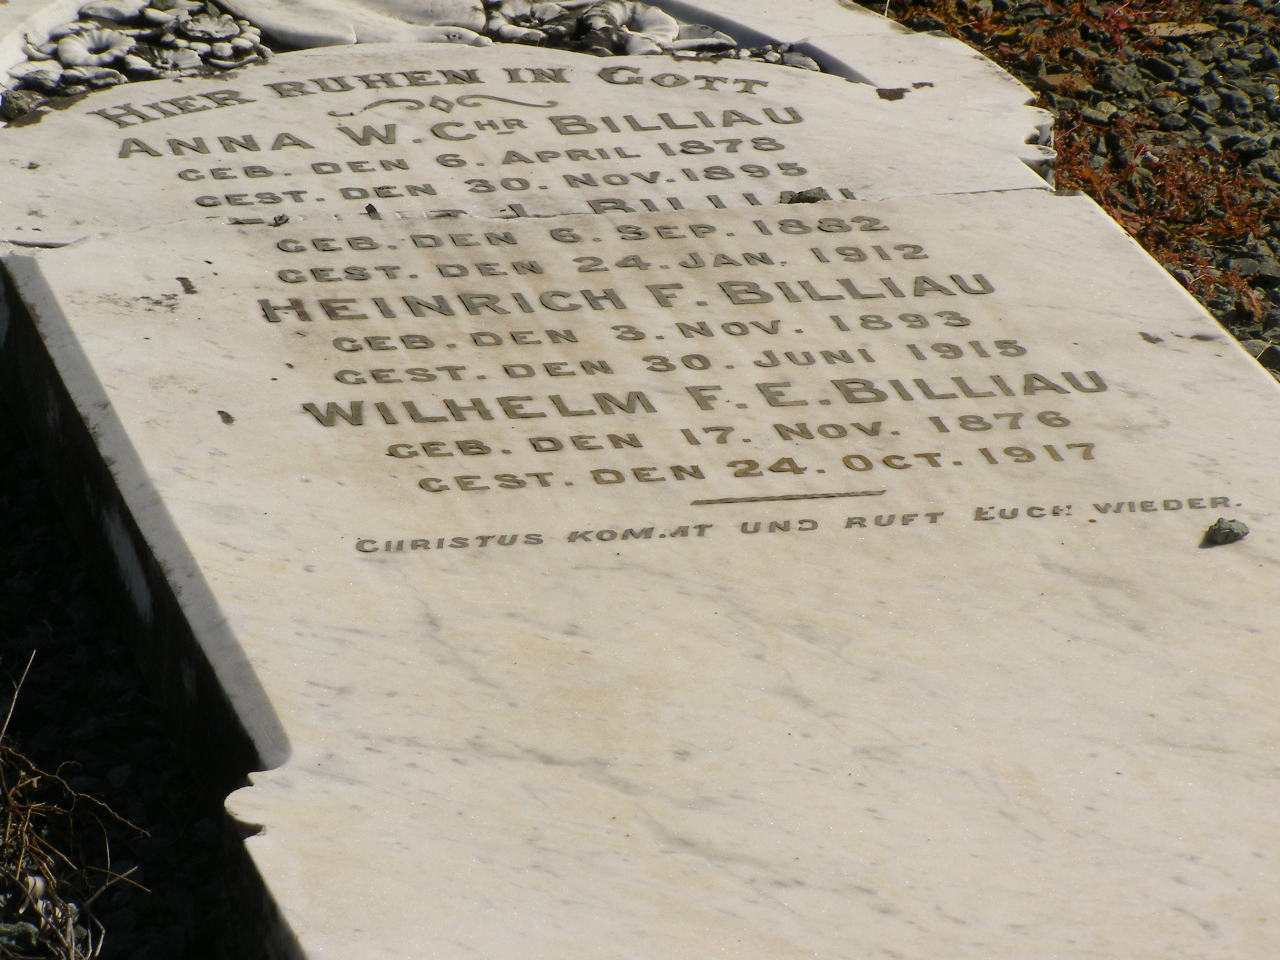 HIER RUHEN IN GOTT
ANNA W. CHR BILLIAU
GEB. DEN 6. APRIL 1878
GEST. DEN 30. NOV. 1895
J. BILLIAU
GEB. DEN 6. SEP. 1882
GEST. DEN 24. JAN. 1912
HEINRICH F. BILLIAU
GEB. DEN 3. NOV. 1893
GEST. DEN 30. JUNI 1915
WILHELM F. E. BILLIAU
GEB. DEN 17. NOV. 1876
GEST. DEN 24. OCT. 1917
CHRISTUS KOMMT UND RUFT EUCH WIEDER.